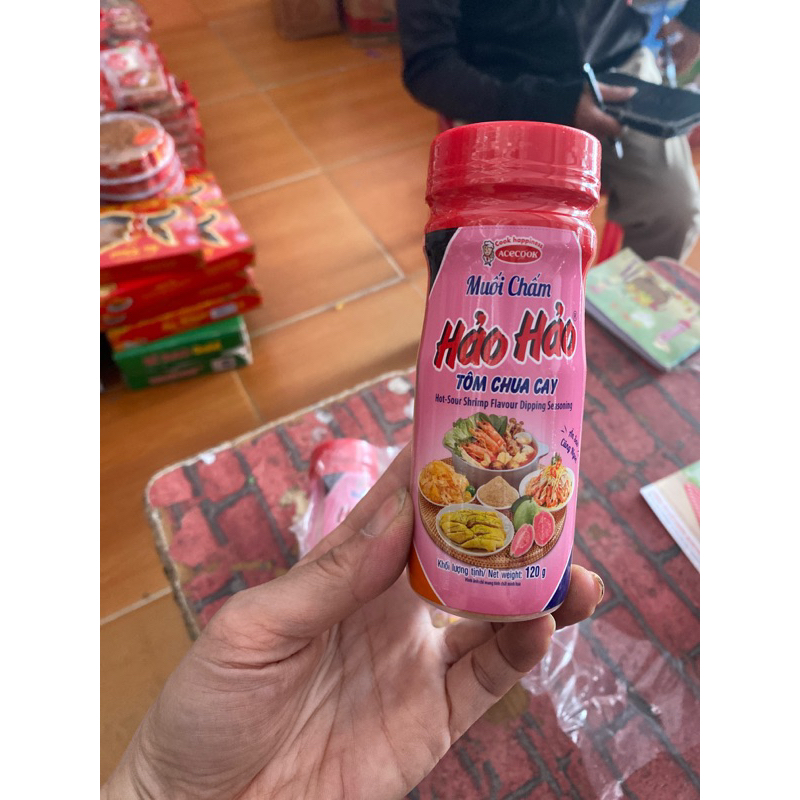 Cook happiness
ACECOOK
Muối Chấm
Hảo Hảo®
TÔM CHUA CAY
Hot-Sour Shrimp Flavour Dipping Seasoning
Khối lượng tịnh/ Net weight: 120 g